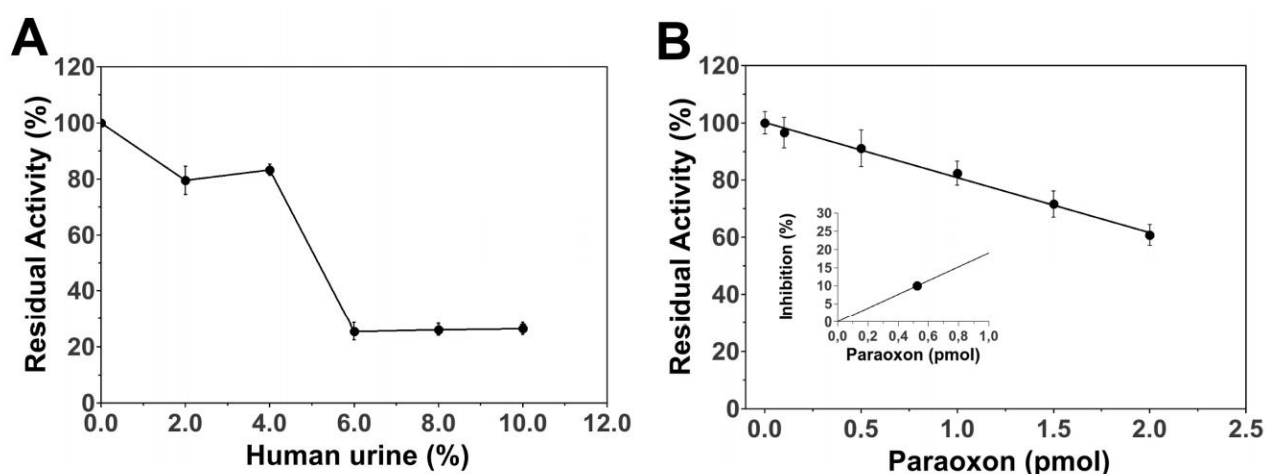 A
Residual Activity (%)
120
100
80
60
40
20
0
0.0 2.0 4.0 6.0 8.0 10.0 12.0
Human urine (%)
B
Residual Activity (%)
120
100
80
60
40
20
0
Inhibition (%)
30
25
20
15
10
5
0
0,0 0,2 0,4 0,6 0,8 1,0
Paraoxon (pmol)
0.0 0.5 1.0 1.5 2.0 2.5
Paraoxon (pmol)